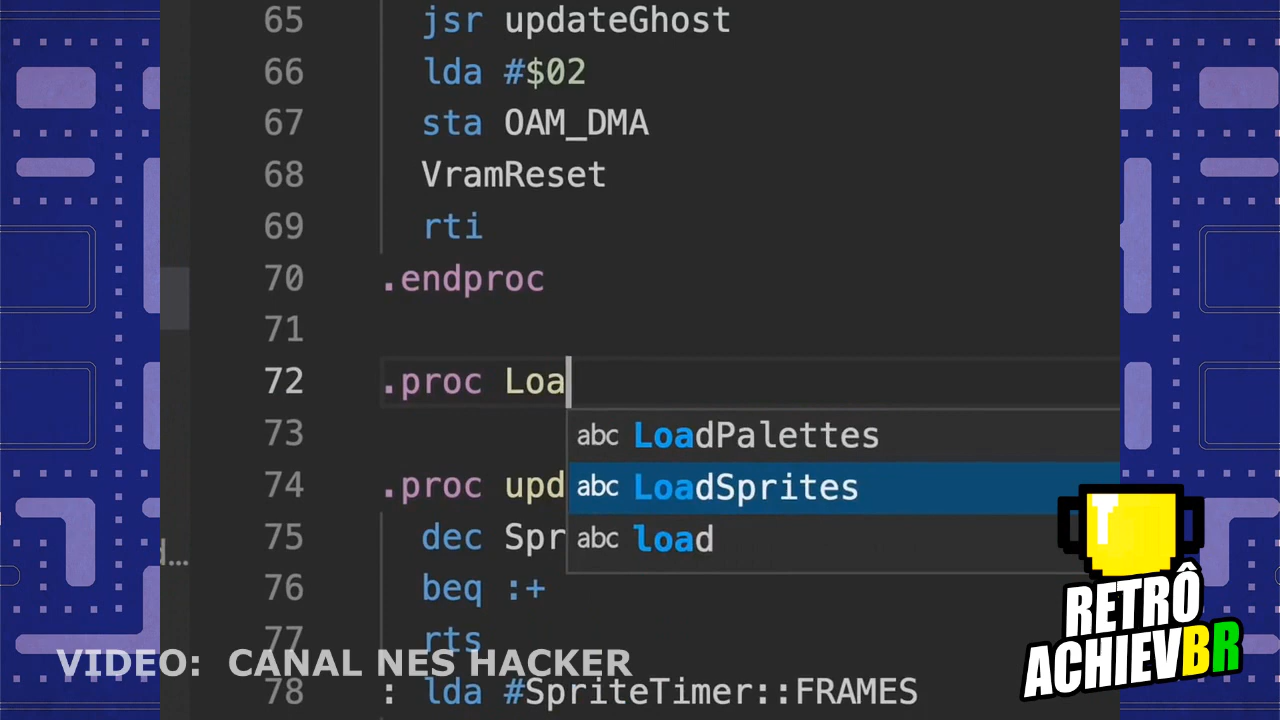 65 jsr updateGhost
66 lda #$02
67 sta OAM_DMA
68 VramReset
69 rti
70 .endproc
71
72 .proc Loa
73 abc LoadPalettes
74 .proc upd abc LoadSprites
75 dec Spr abc load
d...
76 beq :+
77 rts
78 : lda #SpriteTimer::FRAMES
VIDEO: CANAL NES HACKER
RETRÔ
ACHIEVBR